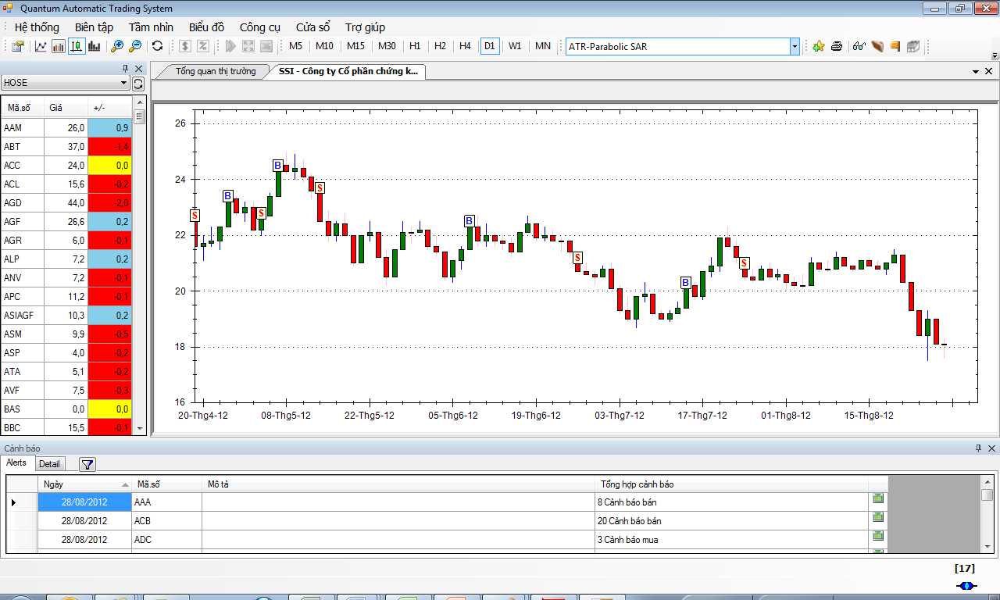 Quantum Automatic Trading System
Hệ thống Biên tập Tầm nhìn Biểu đồ Công cụ Cửa sổ Trợ giúp
M5 M10 M15 M30 H1 H2 H4 D1 W1 MN ATR-Parabolic SAR
HOSE
Tổng quan thị trường SSI - Công ty Cổ phần chứng k...
Mã.số Giá +/-
AAM 26,0 0,9
ABT 37,0 -1,4
ACC 24,0 0,0
ACL 15,6 -0,2
AGD 44,0 -2,0
AGF 26,6 0,2
AGR 6,0 -0,1
ALP 7,2 0,2
ANV 7,2 -0,1
APC 11,2 -0,1
ASIAGF 10,3 0,2
ASM 9,9 -0,5
ASP 4,0 -0,2
ATA 5,1 -0,2
AVF 7,5 -0,3
BAS 0,0 0,0
BBC 15,5 -0,1
26
24
22
20
18
16
S B S B S B S B S
20-Thg4-12 08-Thg5-12 22-Thg5-12 05-Thg6-12 19-Thg6-12 03-Thg7-12 17-Thg7-12 01-Thg8-12 15-Thg8-12
Cảnh báo
Alerts Detail
Ngày Mã.số Mô tả Tổng hợp cảnh báo
28/08/2012 AAA 8 Cảnh báo bán
28/08/2012 ACB 20 Cảnh báo bán
28/08/2012 ADC 3 Cảnh báo mua
[17]